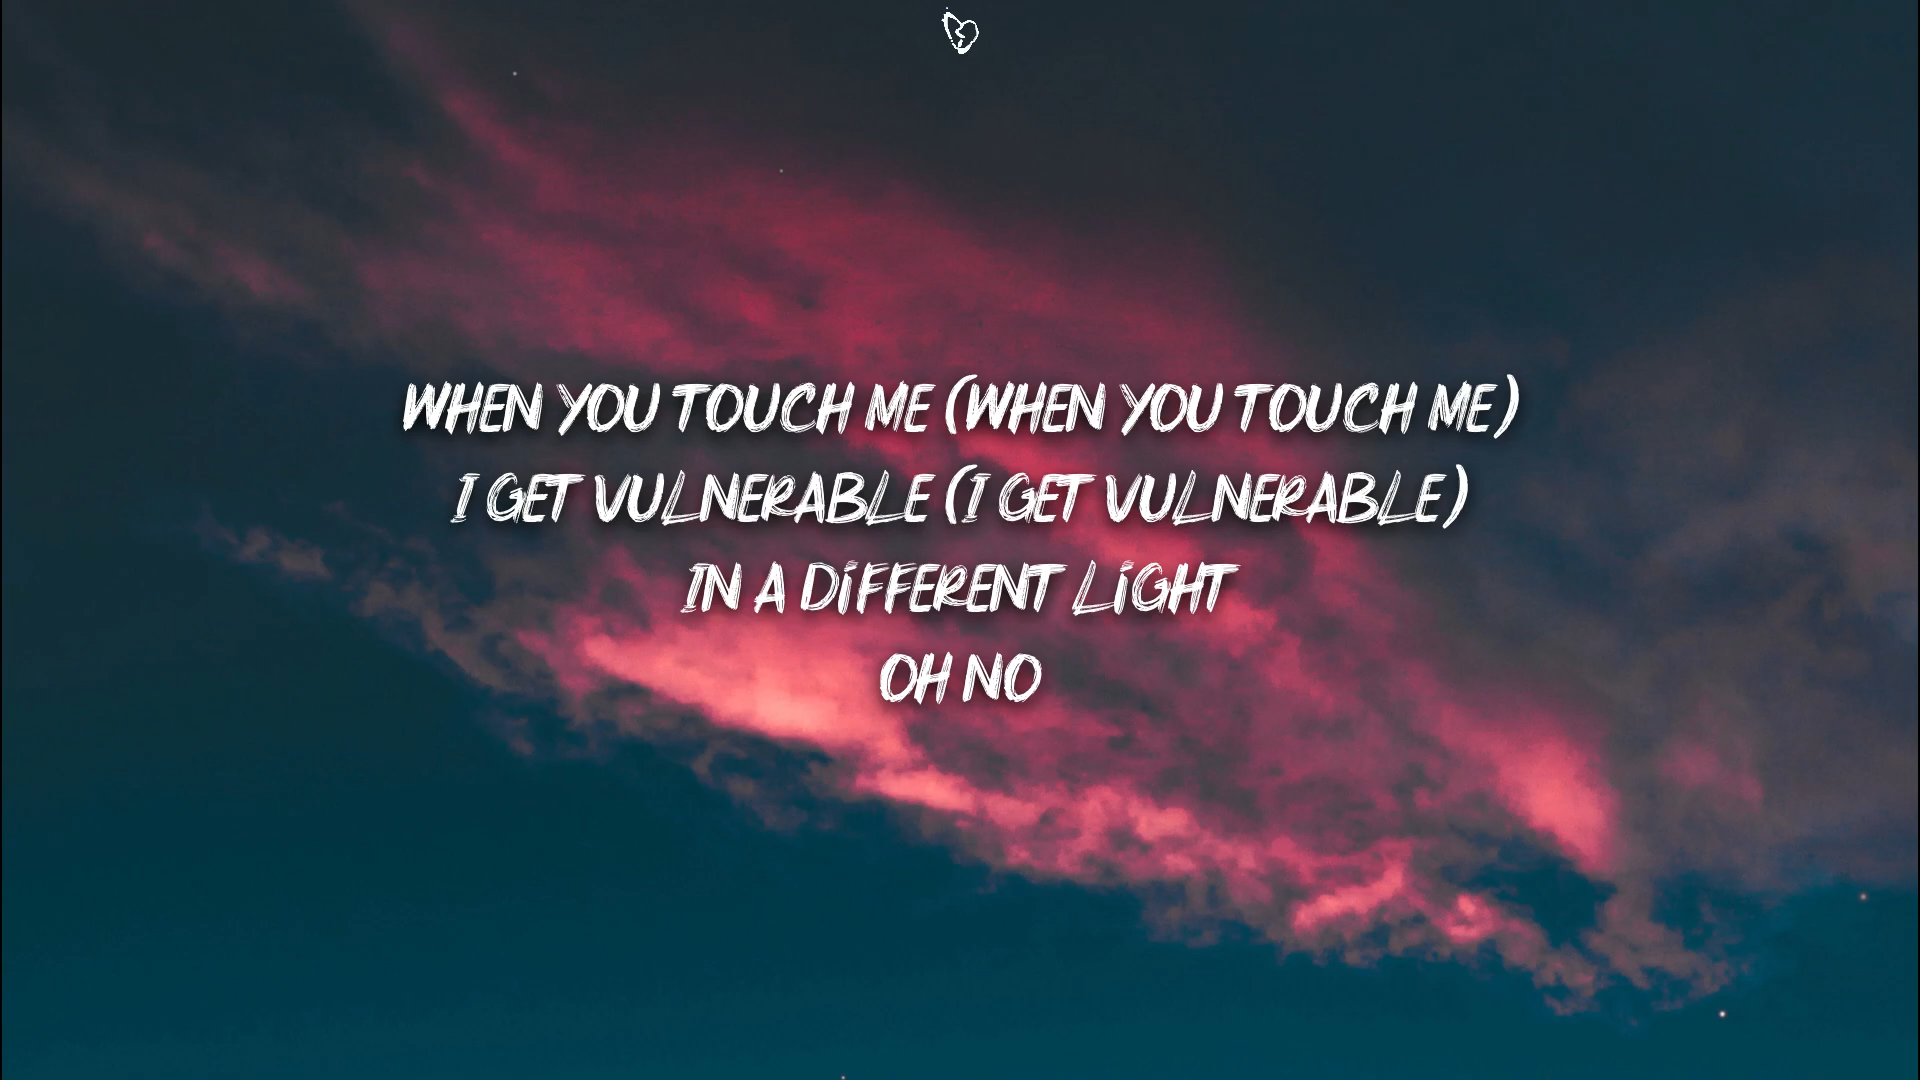 WHEN YOU TOUCH ME (WHEN YOU TOUCH ME)
I GET VULNERABLE (I GET VULNERABLE)
IN A DIFFERENT LIGHT
OH NO